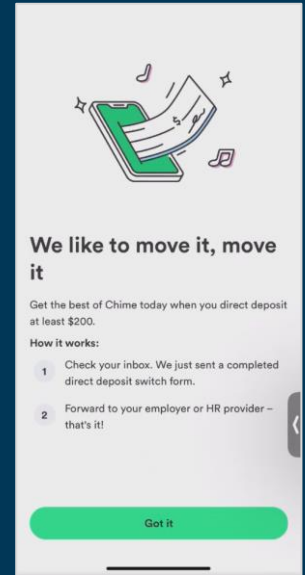 We like to move it, move
it
Get the best of Chime today when you direct deposit
at least $200.
How it works:
1 Check your inbox. We just sent a completed
direct deposit switch form.
2 Forward to your employer or HR provider –
that's it!
Got it